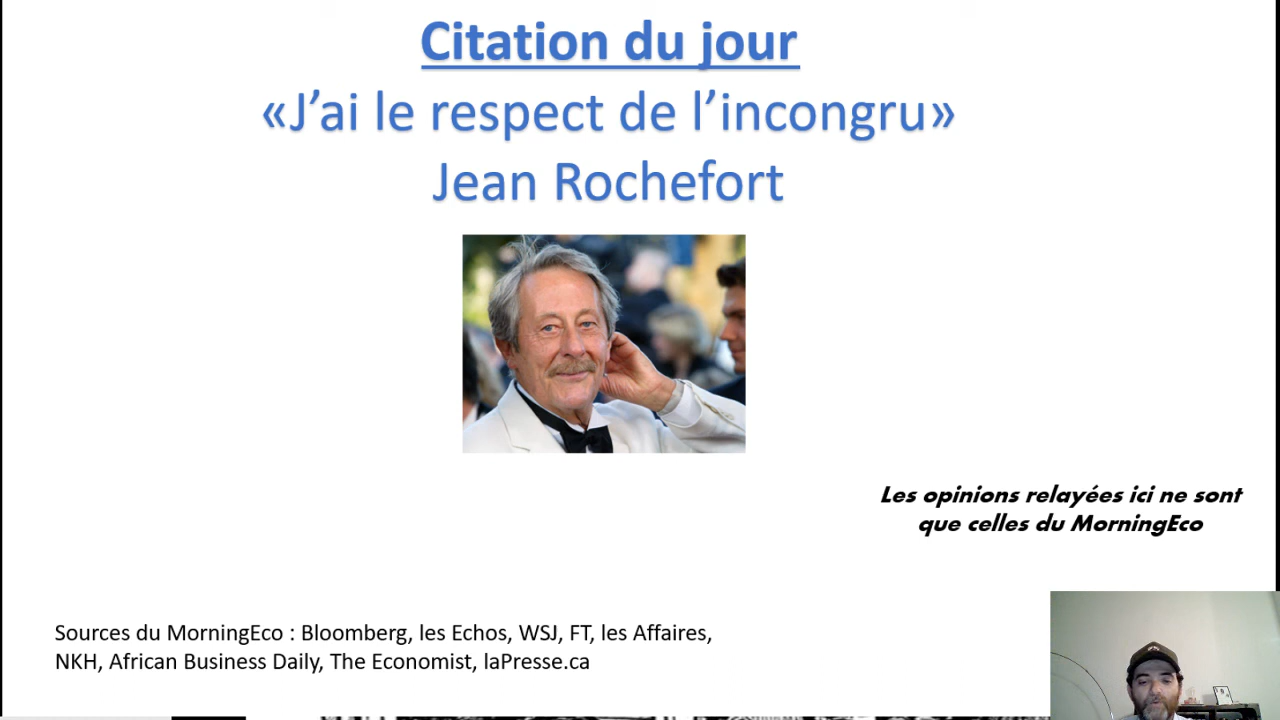 Citation du jour
«J’ai le respect de l’incongru»
Jean Rochefort
Les opinions relayées ici ne sont
que celles du MorningEco
Sources du MorningEco : Bloomberg, les Echos, WSJ, FT, les Affaires,
NKH, African Business Daily, The Economist, laPresse.ca